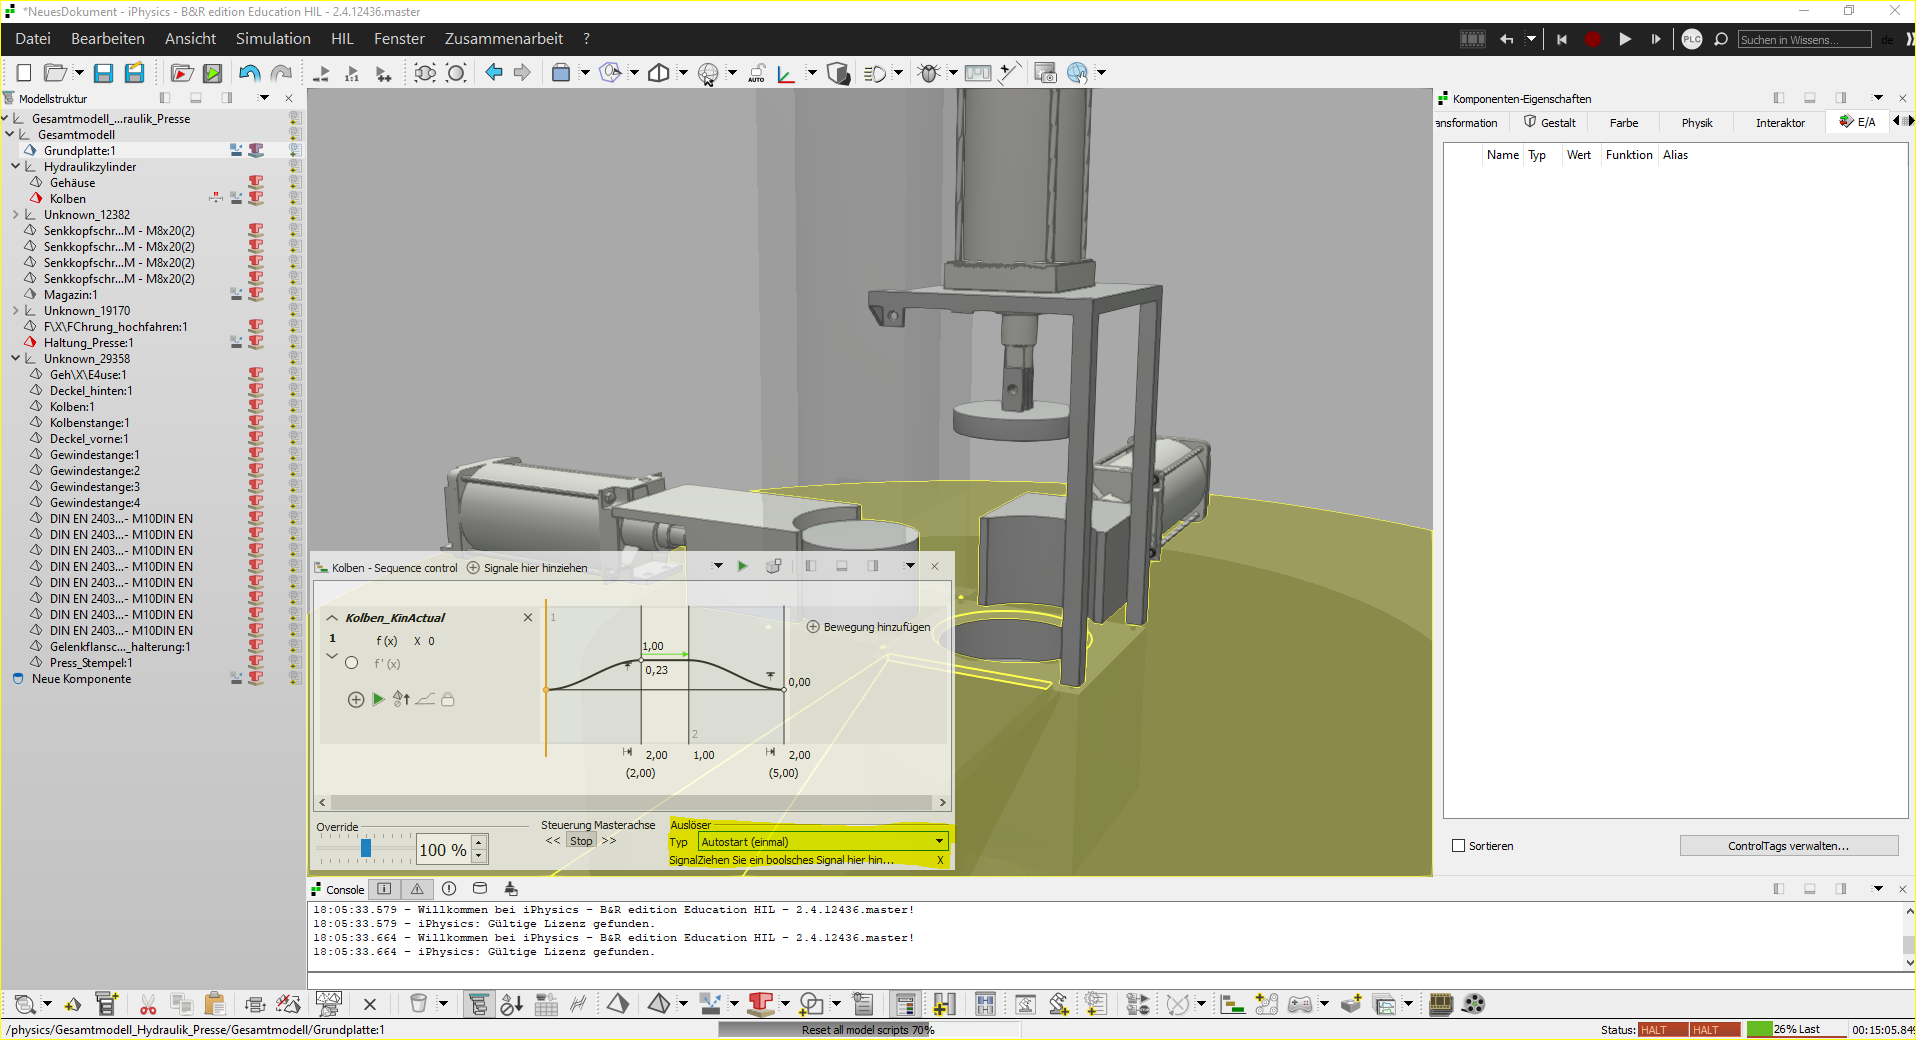 *NeuesDokument - iPhysics - B&R edition Education HIL - 2.4.12436.master
Datei Bearbeiten Ansicht Simulation HIL Fenster Zusammenarbeit ?
PLC Suchen in Wissens... de
1:1 AUTO
Modellstruktur
Gesamtmodell_...raulik_Presse
Gesamtmodell
Grundplatte:1
Hydraulikzylinder
Gehäuse
Kolben
Unknown_12382
Senkkopfschr...M - M8x20(2)
Senkkopfschr...M - M8x20(2)
Senkkopfschr...M - M8x20(2)
Senkkopfschr...M - M8x20(2)
Magazin:1
Unknown_19170
F\X\FChrung_hochfahren:1
Haltung_Presse:1
Unknown_29358
Geh\X\E4use:1
Deckel_hinten:1
Kolben:1
Kolbenstange:1
Deckel_vorne:1
Gewindestange:1
Gewindestange:2
Gewindestange:3
Gewindestange:4
DIN EN 2403...- M10DIN EN
DIN EN 2403...- M10DIN EN
DIN EN 2403...- M10DIN EN
DIN EN 2403...- M10DIN EN
DIN EN 2403...- M10DIN EN
DIN EN 2403...- M10DIN EN
DIN EN 2403...- M10DIN EN
DIN EN 2403...- M10DIN EN
Gelenkflansc..._halterung:1
Press_Stempel:1
Neue Komponente
Kolben - Sequence control Signale hier hinziehen
Kolben_KinActual
1
f (x) X 0
f' (x)
1
1,00
0,23
0,00
2
Bewegung hinzufügen
2,00 1,00 2,00
(2,00) (5,00)
Override
100 %
Steuerung Masterachse
<< Stop >>
Auslöser
Typ Autostart (einmal)
SignalZiehen Sie ein boolsches Signal hier hin... X
Komponenten-Eigenschaften
ansformation Gestalt Farbe Physik Interaktor E/A
Name Typ Wert Funktion Alias
Sortieren ControlTags verwalten...
Console
18:05:33.579 - Willkommen bei iPhysics - B&R edition Education HIL - 2.4.12436.master!
18:05:33.579 - iPhysics: Gültige Lizenz gefunden.
18:05:33.664 - Willkommen bei iPhysics - B&R edition Education HIL - 2.4.12436.master!
18:05:33.664 - iPhysics: Gültige Lizenz gefunden.
/physics/Gesamtmodell_Hydraulik_Presse/Gesamtmodell/Grundplatte:1
Reset all model scripts 70%
Status: HALT HALT 26% Last 00:15:05.849